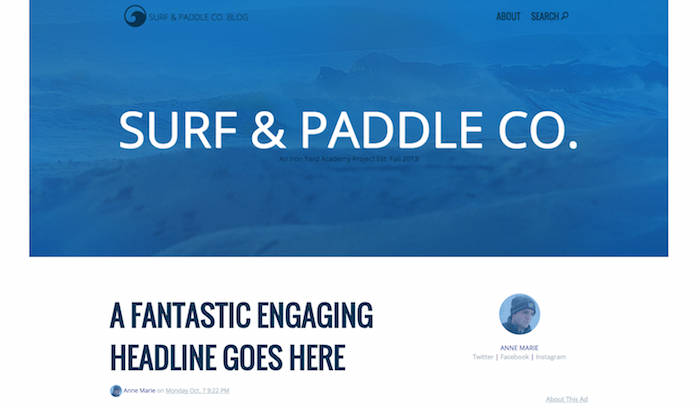 SURF & PADDLE CO. BLOG
ABOUT SEARCH
SURF & PADDLE CO.
An Iron Yard Academy Project Est. Fall 2013
A FANTASTIC ENGAGING
HEADLINE GOES HERE
Anne Marie on Monday Oct, 7 9:22 PM
ANNE MARIE
Twitter | Facebook | Instagram
About This Ad